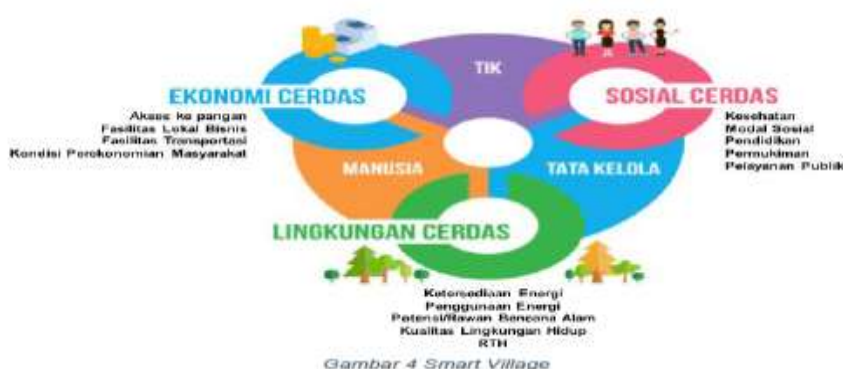 TIK
EKONOMI CERDAS
Akses ke pangan
Fasilitas Lokal Bisnis
Fasilitas Transportasi
Kondisi Perokonomian Masyarakat
SOSIAL CERDAS
Kesehatan
Modal Sosial
Pendidikan
Permukiman
Pelayanan Publik
MANUSIA
TATA KELOLA
LINGKUNGAN CERDAS
Ketersediaan Energi
Penggunaan Energi
Potensi/Rawan Bencana Alam
Kualitas Lingkungan Hidup
RTH
Gambar 4 Smart Village